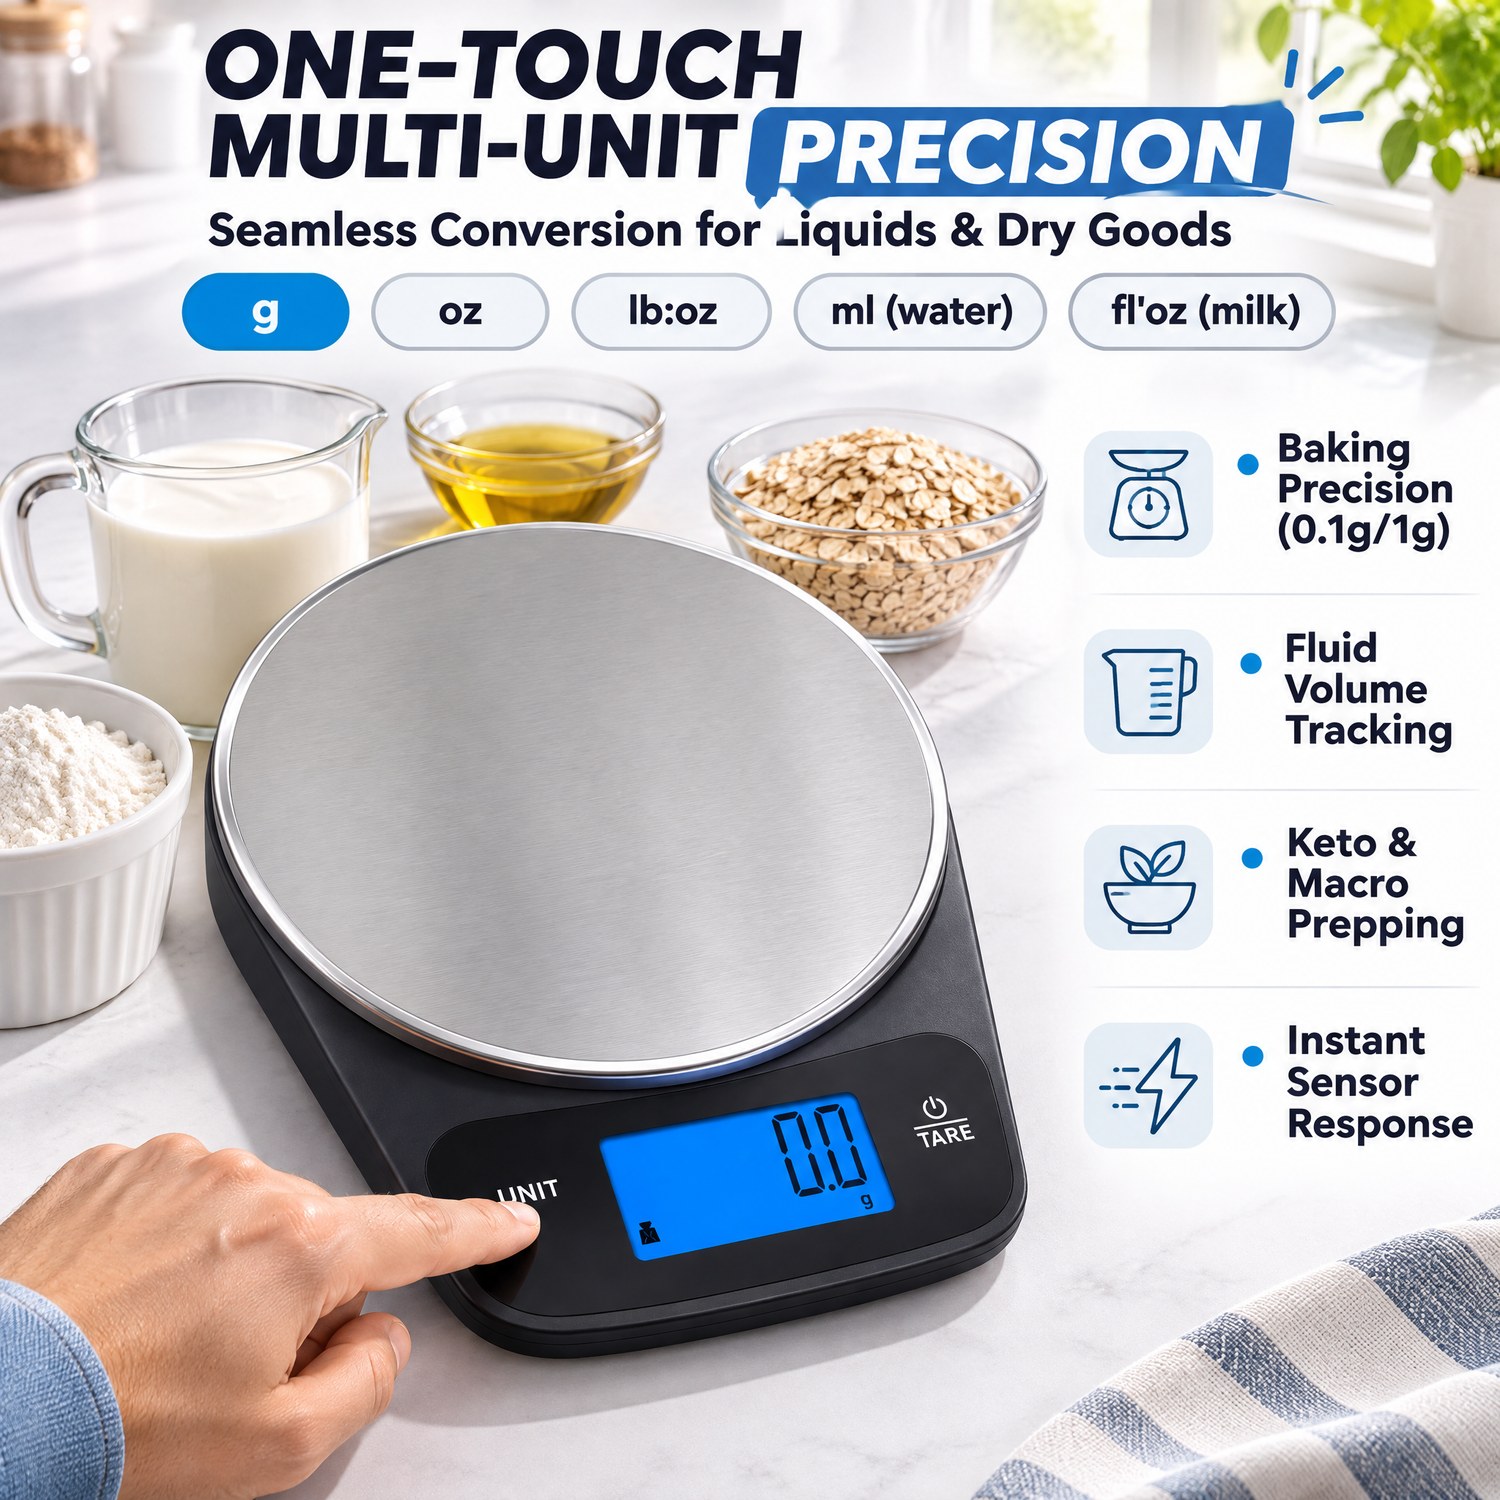 ONE-TOUCH
MULTI-UNIT PRECISION
Seamless Conversion for Liquids & Dry Goods
g oz lb:oz ml (water) fl'oz (milk)
Baking
Precision
(0.1g/1g)
Fluid
Volume
Tracking
Keto &
Macro
Prepping
Instant
Sensor
Response
UNIT
0.0
g
TARE